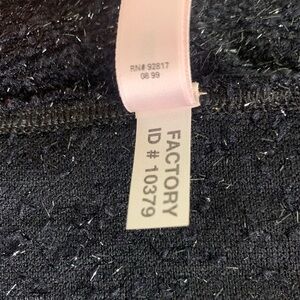 RN# 92817
08 99
FACTORY
ID # 10379